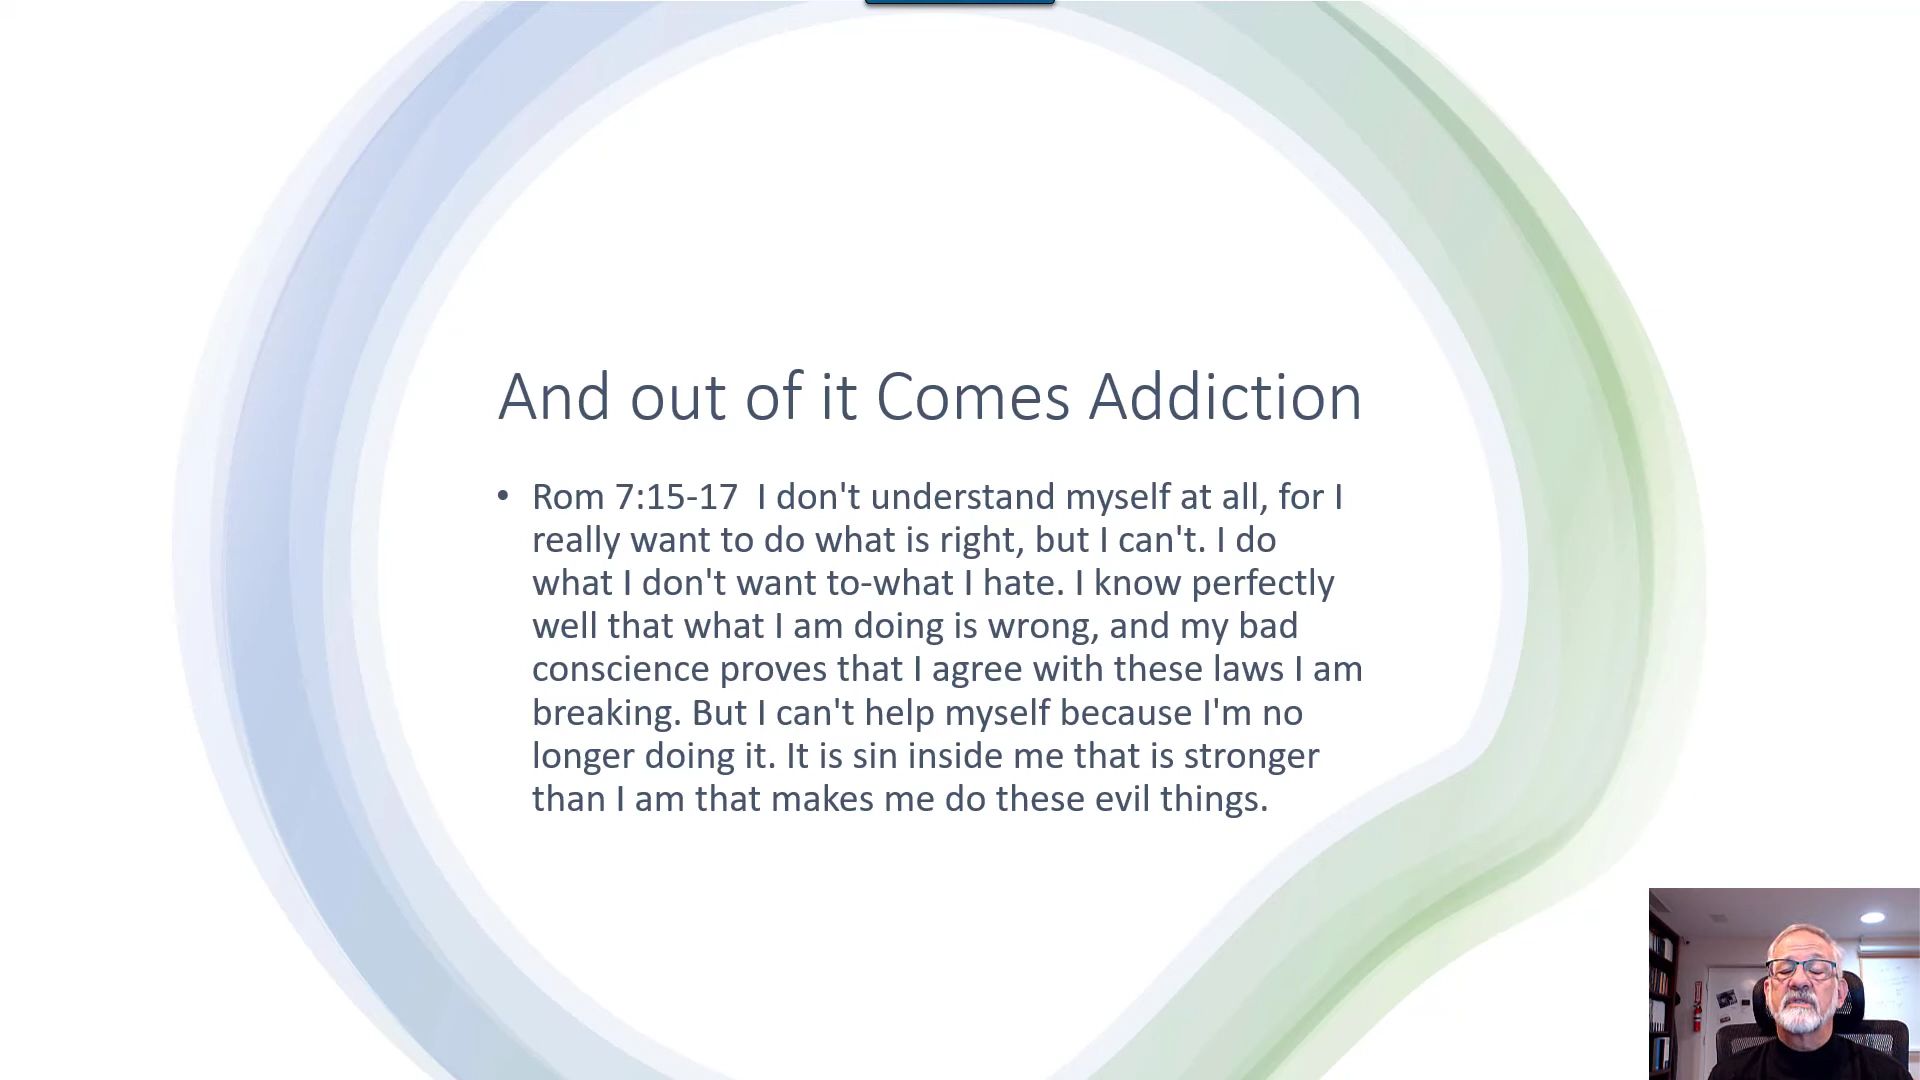 And out of it Comes Addiction
• Rom 7:15-17  I don't understand myself at all, for I
really want to do what is right, but I can't. I do
what I don't want to-what I hate. I know perfectly
well that what I am doing is wrong, and my bad
conscience proves that I agree with these laws I am
breaking. But I can't help myself because I'm no
longer doing it. It is sin inside me that is stronger
than I am that makes me do these evil things.